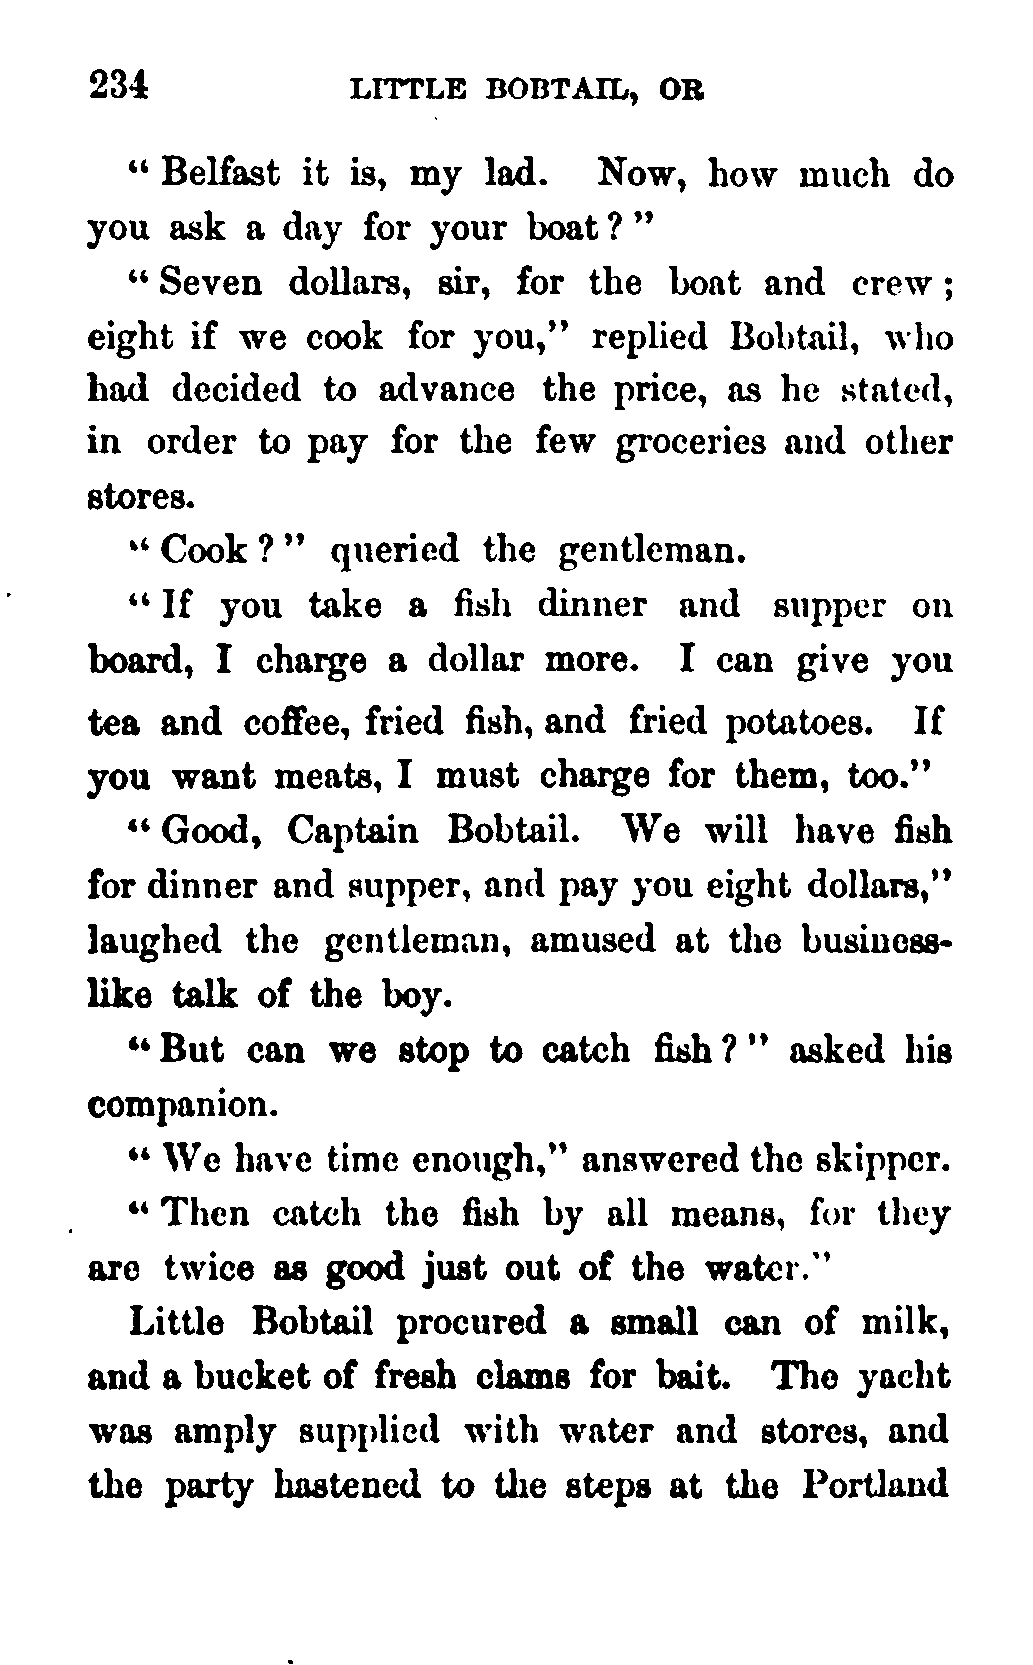 234 LITTLE BOBTAIL, OR
" Belfast it is, my lad. Now, how much do
you ask a day for your boat ? "
" Seven dollars, sir, for the boat and crew ;
eight if we cook for you," replied Bobtail, who
had decided to advance the price, as he stated,
in order to pay for the few groceries and other
stores.
" Cook ? " queried the gentleman.
" If you take a fish dinner and supper on
board, I charge a dollar more. I can give you
tea and coffee, fried fish, and fried potatoes. If
you want meats, I must charge for them, too."
" Good, Captain Bobtail. We will have fish
for dinner and supper, and pay you eight dollars,"
laughed the gentleman, amused at the business-
like talk of the boy.
" But can we stop to catch fish ? " asked his
companion.
" We have time enough," answered the skipper.
" Then catch the fish by all means, for they
are twice as good just out of the water."
Little Bobtail procured a small can of milk,
and a bucket of fresh clams for bait. The yacht
was amply supplied with water and stores, and
the party hastened to the steps at the Portland